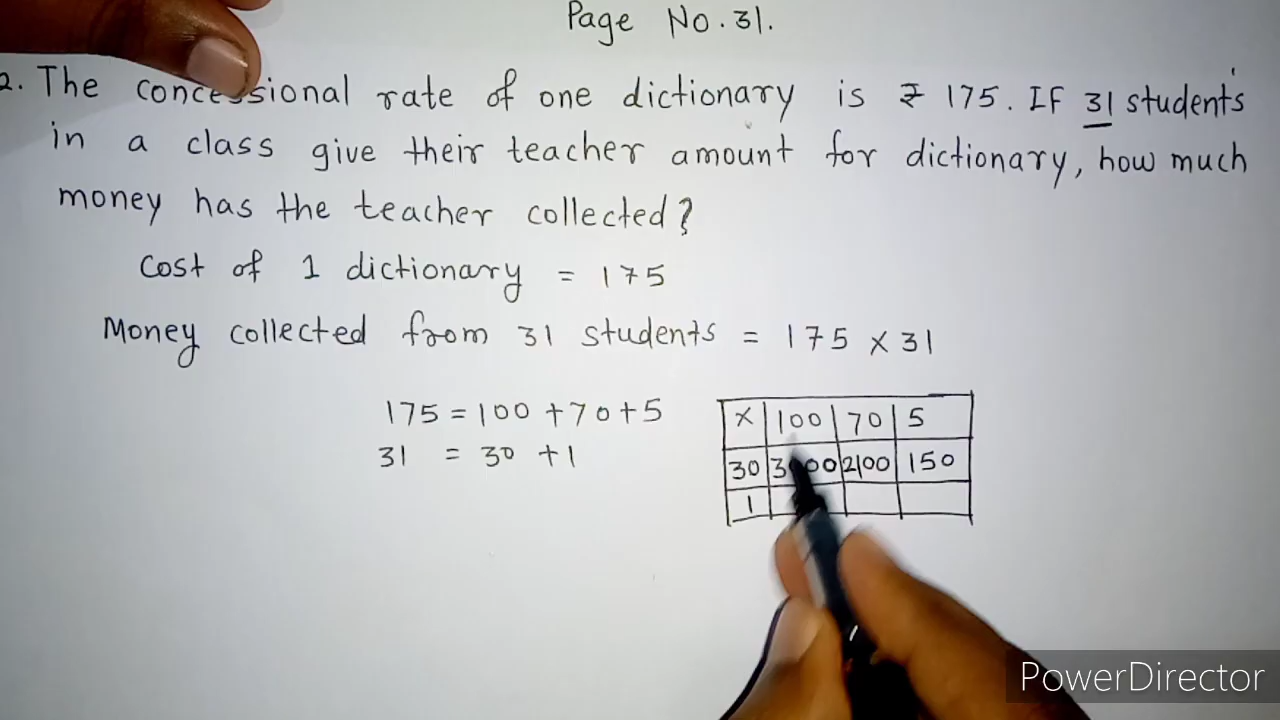 Page No. 31.
2. The concessional rate of one dictionary is ₹ 175. If 31 students
in a class give their teacher amount for dictionary, how much
money has the teacher collected?
Cost of 1 dictionary = 175
Money collected from 31 students = 175 × 31
175 = 100 + 70 + 5
31 = 30 + 1
× 100 70 5
30 3000 2100 150
1
PowerDirector